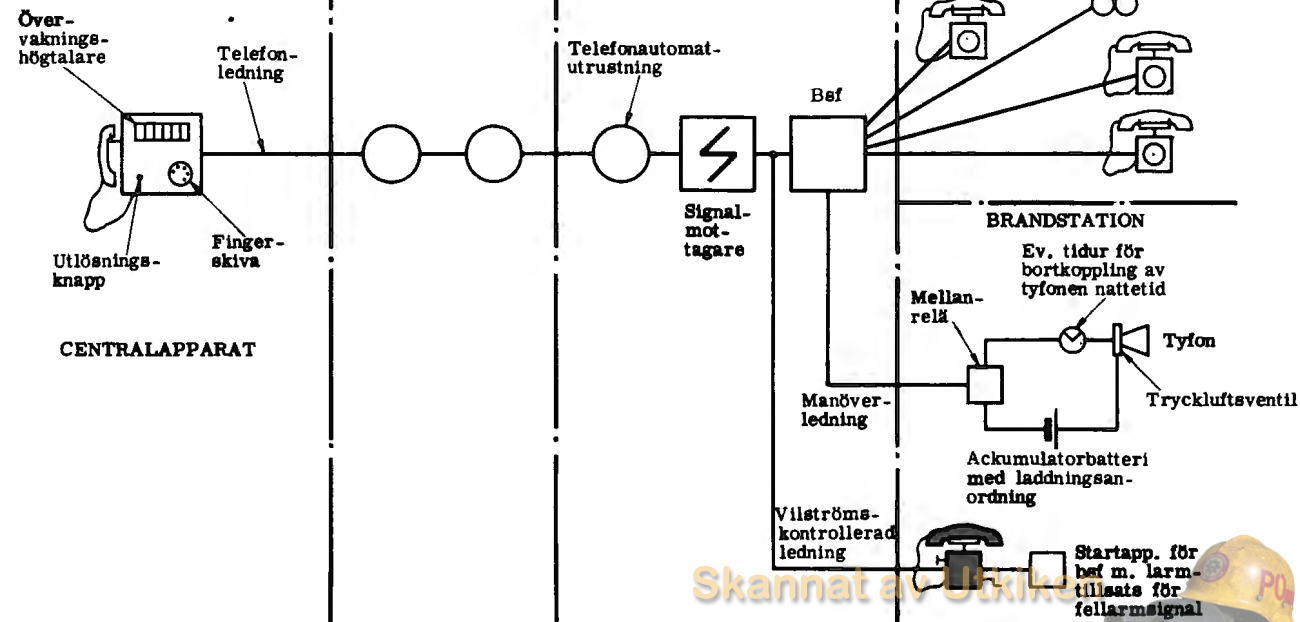 Över-
vaknings-
högtalare
Telefon-
ledning
Telefonautomat-
utrustning
Bsf
Utlösnings-
knapp
Finger-
skiva
Signal-
mot-
tagare
CENTRALAPPARAT
BRANDSTATION
Ev. tidur för
bortkoppling av
tyfonen nattetid
Mellan-
relä
Tyfon
Tryckluftsventil
Manöver-
ledning
Ackumulatorbatteri
med laddningsan-
ordning
Vilströms-
kontrollerad
ledning
Startapp. för
bsf m. larm-
tillsats för
fellarmsignal
Skannat av Utkiken